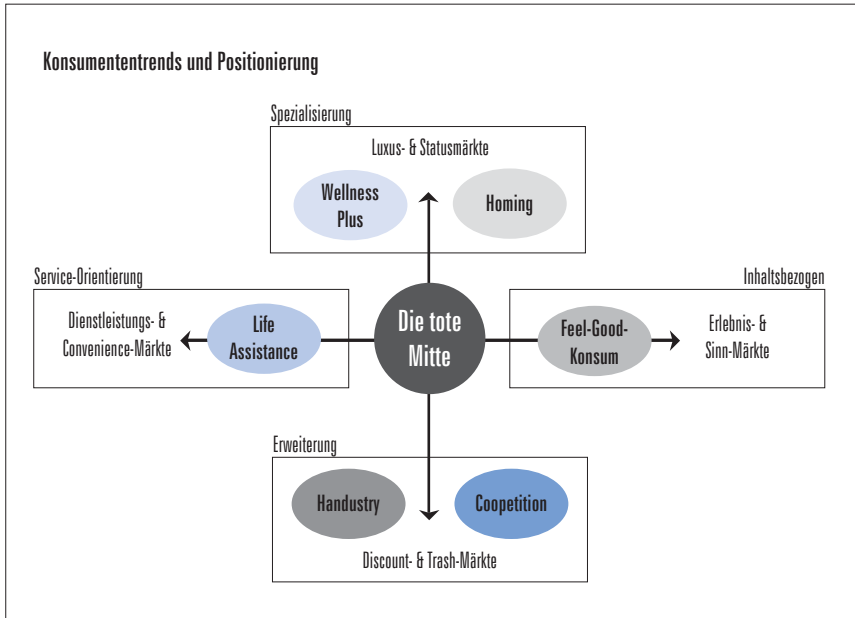 Konsumententrends und Positionierung
Spezialisierung
Luxus- & Statusmärkte
Wellness
Plus
Homing
Service-Orientierung
Dienstleistungs- &
Convenience-Märkte
Life
Assistance
Die tote
Mitte
Inhaltsbezogen
Feel-Good-
Konsum
Erlebnis- &
Sinn-Märkte
Erweiterung
Handustry
Coopetition
Discount- & Trash-Märkte